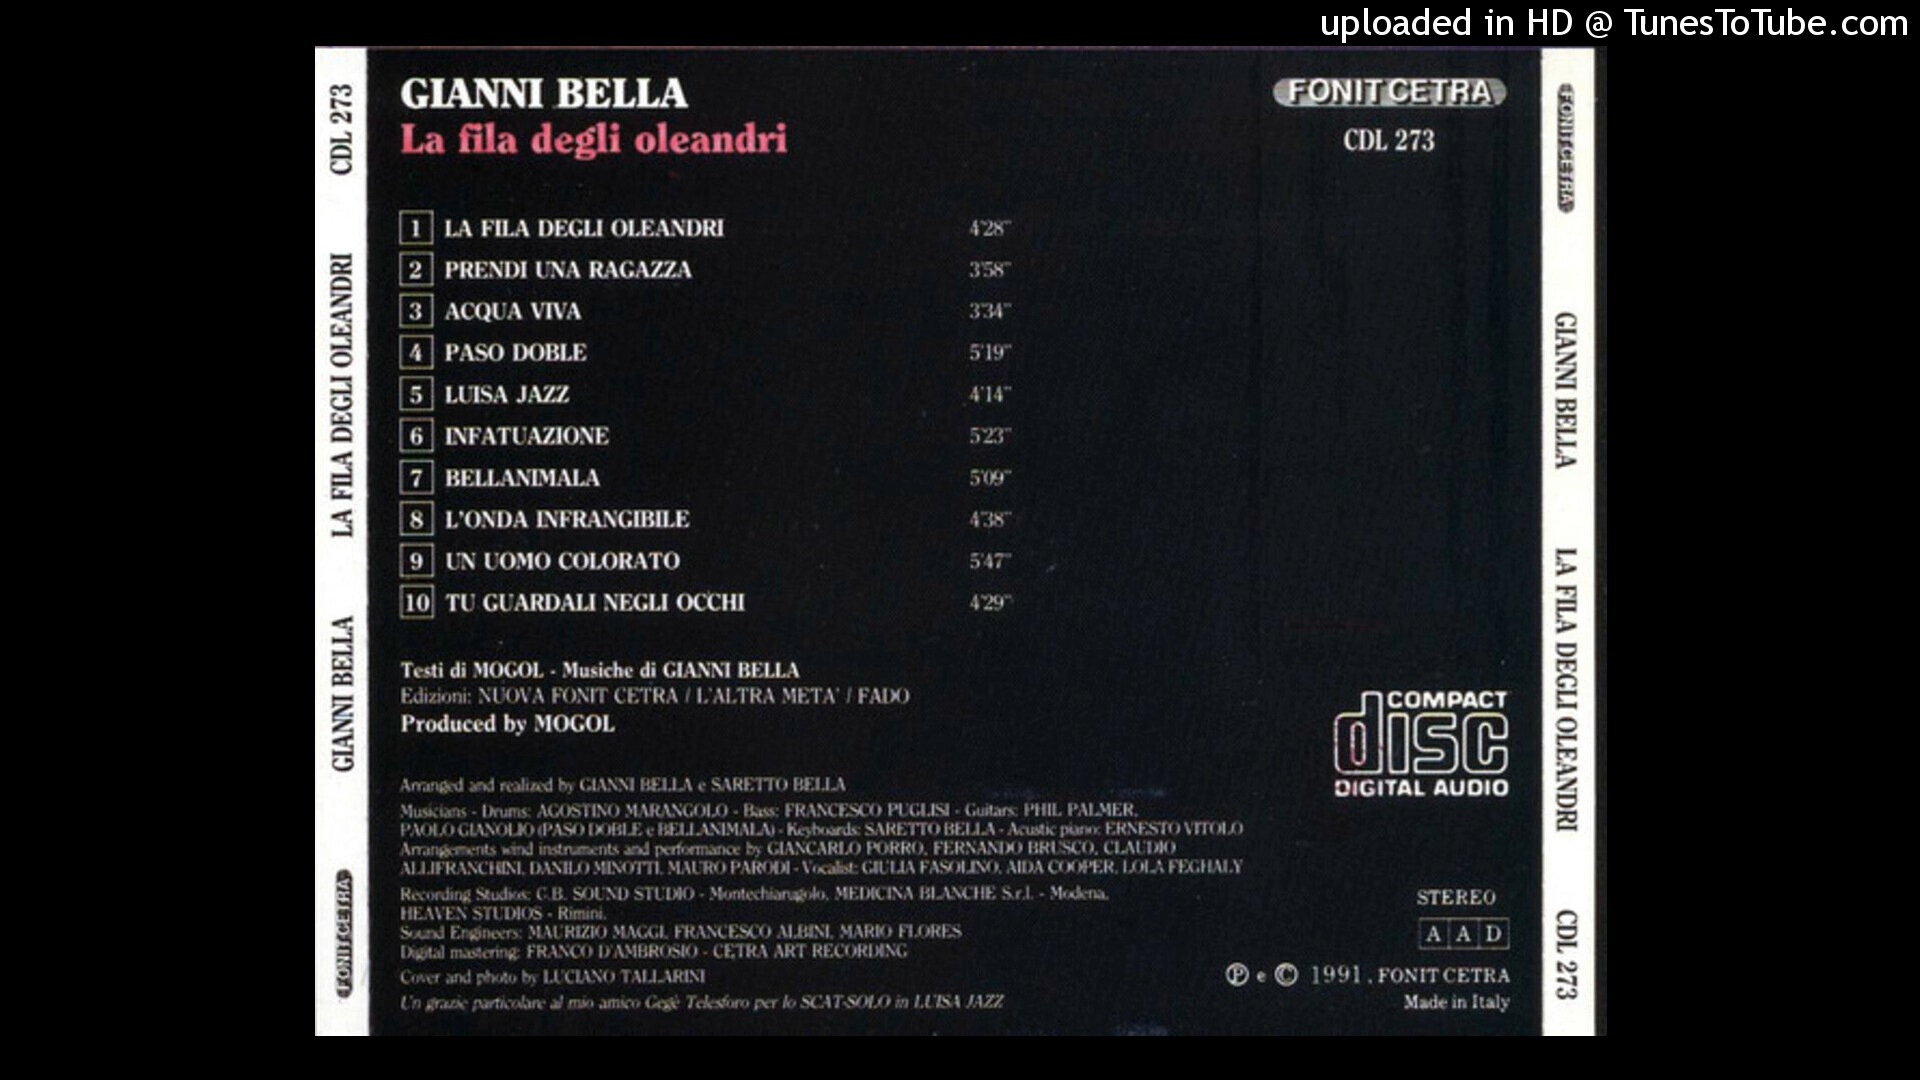 uploaded in HD @ TunesToTube.com
CDL 273
LA FILA DEGLI OLEANDRI
GIANNI BELLA
FONIT CETRA
GIANNI BELLA
La fila degli oleandri
FONIT CETRA
CDL 273
1 LA FILA DEGLI OLEANDRI 4'28"
2 PRENDI UNA RAGAZZA 3'58"
3 ACQUA VIVA 3'34"
4 PASO DOBLE 5'19"
5 LUISA JAZZ 4'14"
6 INFATUAZIONE 5'23"
7 BELLANIMALA 5'09"
8 L'ONDA INFRANGIBILE 4'38"
9 UN UOMO COLORATO 5'47"
10 TU GUARDALI NEGLI OCCHI 4'29"
Testi di MOGOL - Musiche di GIANNI BELLA
Edizioni: NUOVA FONIT CETRA / L'ALTRA META' / FADO
Produced by MOGOL
Arranged and realized by GIANNI BELLA e SARETTO BELLA
Musicians - Drums: AGOSTINO MARANGOLO - Bass: FRANCESCO PUGLISI - Guitars: PHIL PALMER,
PAOLO GIANOLIO (PASO DOBLE e BELLANIMALA) - Keyboards: SARETTO BELLA - Acustic piano: ERNESTO VITOLO
Arrangements wind instruments and performance by GIANCARLO PORRO, FERNANDO BRUSCO, CLAUDIO
ALLIFRANCHINI, DANILO MINOTTI, MAURO PARODI - Vocalist: GIULIA FASOLINO, AIDA COOPER, LOLA FEGHALY
Recording Studios: G.B. SOUND STUDIO - Montechiarugolo, MEDICINA BLANCHE S.r.l. - Modena,
HEAVEN STUDIOS - Rimini.
Sound Engineers: MAURIZIO MAGGI, FRANCESCO ALBINI, MARIO FLORES
Digital mastering: FRANCO D'AMBROSIO - CETRA ART RECORDING
Cover and photo by LUCIANO TALLARINI
Un grazie particolare al mio amico Gegè Telesforo per lo SCAT-SOLO in LUISA JAZZ
COMPACT
disc
DIGITAL AUDIO
STEREO
A A D
℗ e © 1991, FONIT CETRA
Made in Italy
FONIT CETRA
GIANNI BELLA
LA FILA DEGLI OLEANDRI
CDL 273